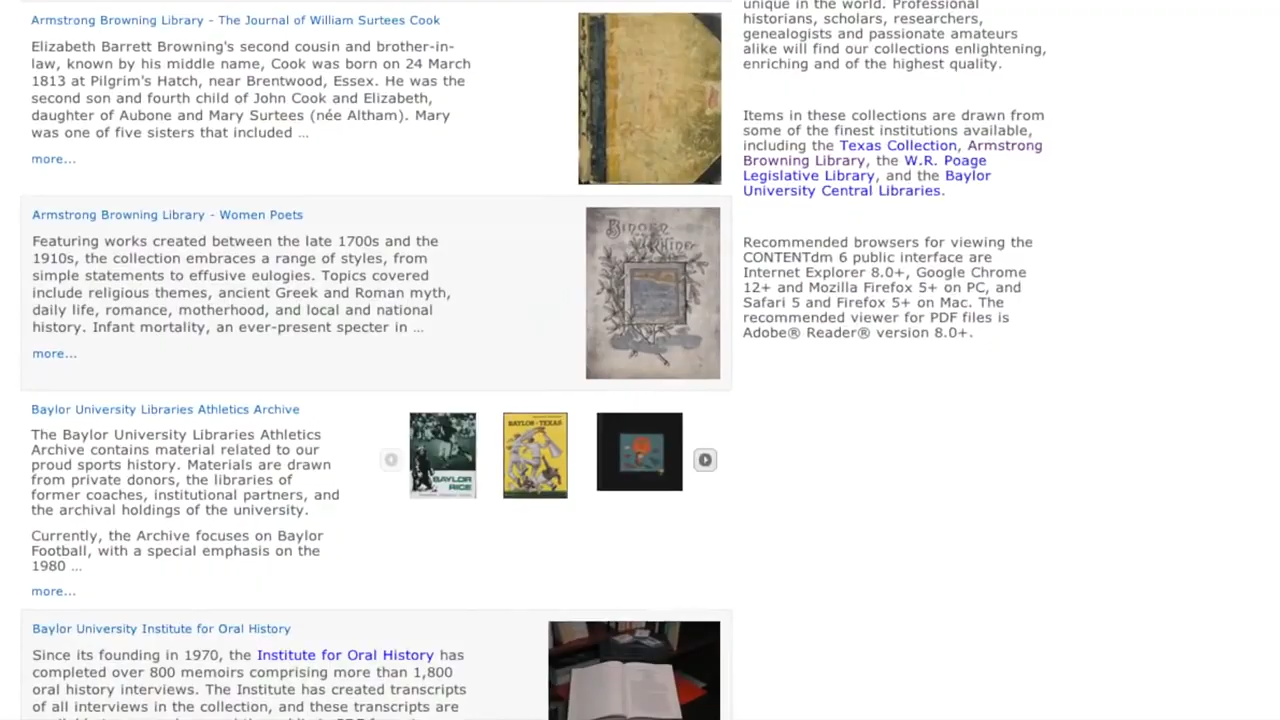 Armstrong Browning Library - The Journal of William Surtees Cook
Elizabeth Barrett Browning's second cousin and brother-in-
law, known by his middle name, Cook was born on 24 March
1813 at Pilgrim's Hatch, near Brentwood, Essex. He was the
second son and fourth child of John Cook and Elizabeth,
daughter of Aubone and Mary Surtees (née Altham). Mary
was one of five sisters that included ...
more...
Armstrong Browning Library - Women Poets
Featuring works created between the late 1700s and the
1910s, the collection embraces a range of styles, from
simple statements to effusive eulogies. Topics covered
include religious themes, ancient Greek and Roman myth,
daily life, romance, motherhood, and local and national
history. Infant mortality, an ever-present specter in ...
more...
Baylor University Libraries Athletics Archive
The Baylor University Libraries Athletics
Archive contains material related to our
proud sports history. Materials are drawn
from private donors, the libraries of
former coaches, institutional partners, and
the archival holdings of the university.
Currently, the Archive focuses on Baylor
Football, with a special emphasis on the
1980 ...
more...
BAYLOR
RICE
BAYLOR - TEXAS
Baylor University Institute for Oral History
Since its founding in 1970, the Institute for Oral History has
completed over 800 memoirs comprising more than 1,800
oral history interviews. The Institute has created transcripts
of all interviews in the collection, and these transcripts are
unique in the world. Professional
historians, scholars, researchers,
genealogists and passionate amateurs
alike will find our collections enlightening,
enriching and of the highest quality.
Items in these collections are drawn from
some of the finest institutions available,
including the Texas Collection, Armstrong
Browning Library, the W.R. Poage
Legislative Library, and the Baylor
University Central Libraries.
Recommended browsers for viewing the
CONTENTdm 6 public interface are
Internet Explorer 8.0+, Google Chrome
12+ and Mozilla Firefox 5+ on PC, and
Safari 5 and Firefox 5+ on Mac. The
recommended viewer for PDF files is
Adobe® Reader® version 8.0+.